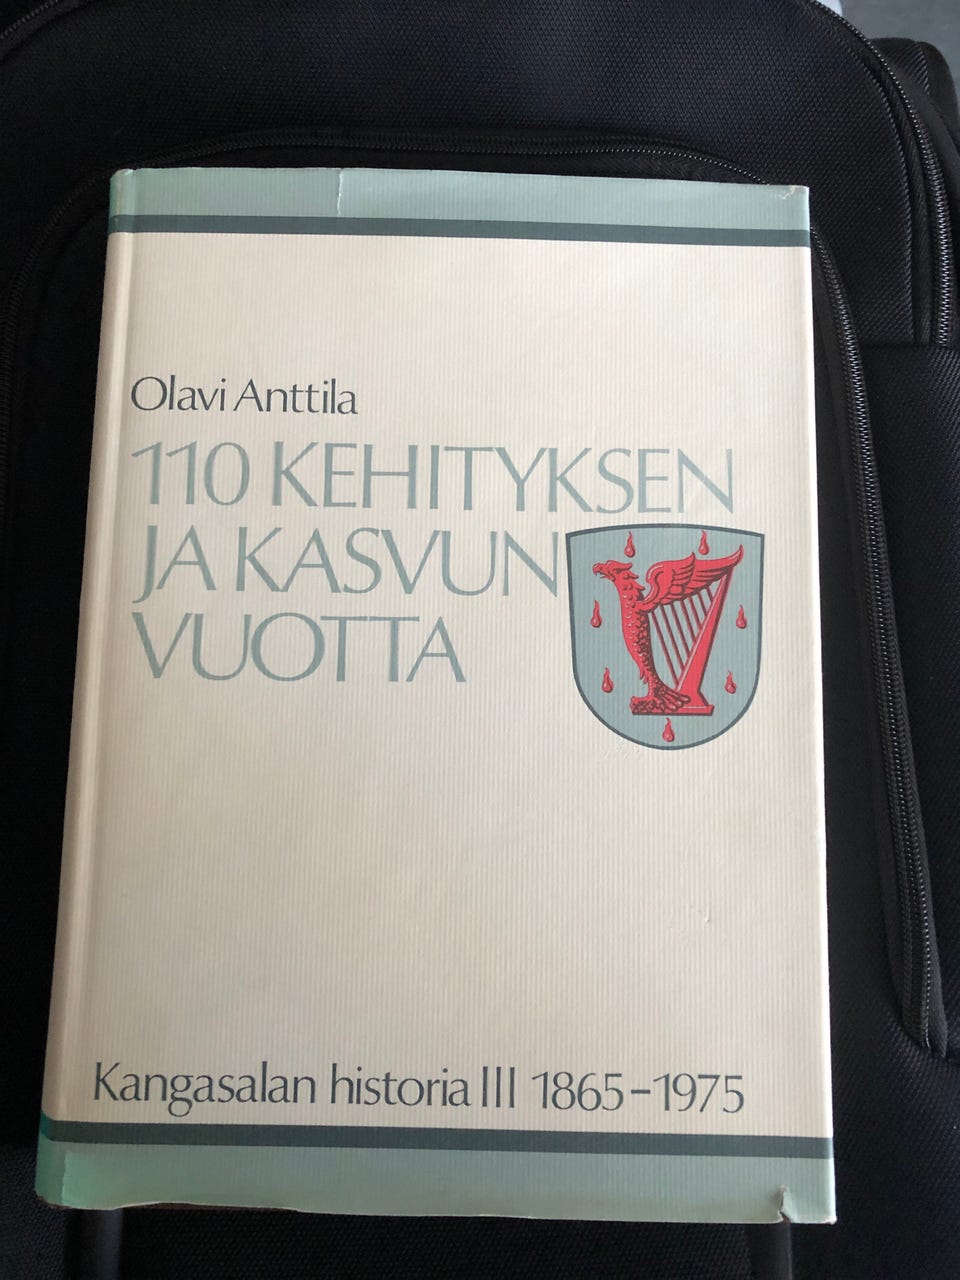 Olavi Anttila
110 KEHITYKSEN
JA KASVUN
VUOTTA
Kangasalan historia III 1865–1975